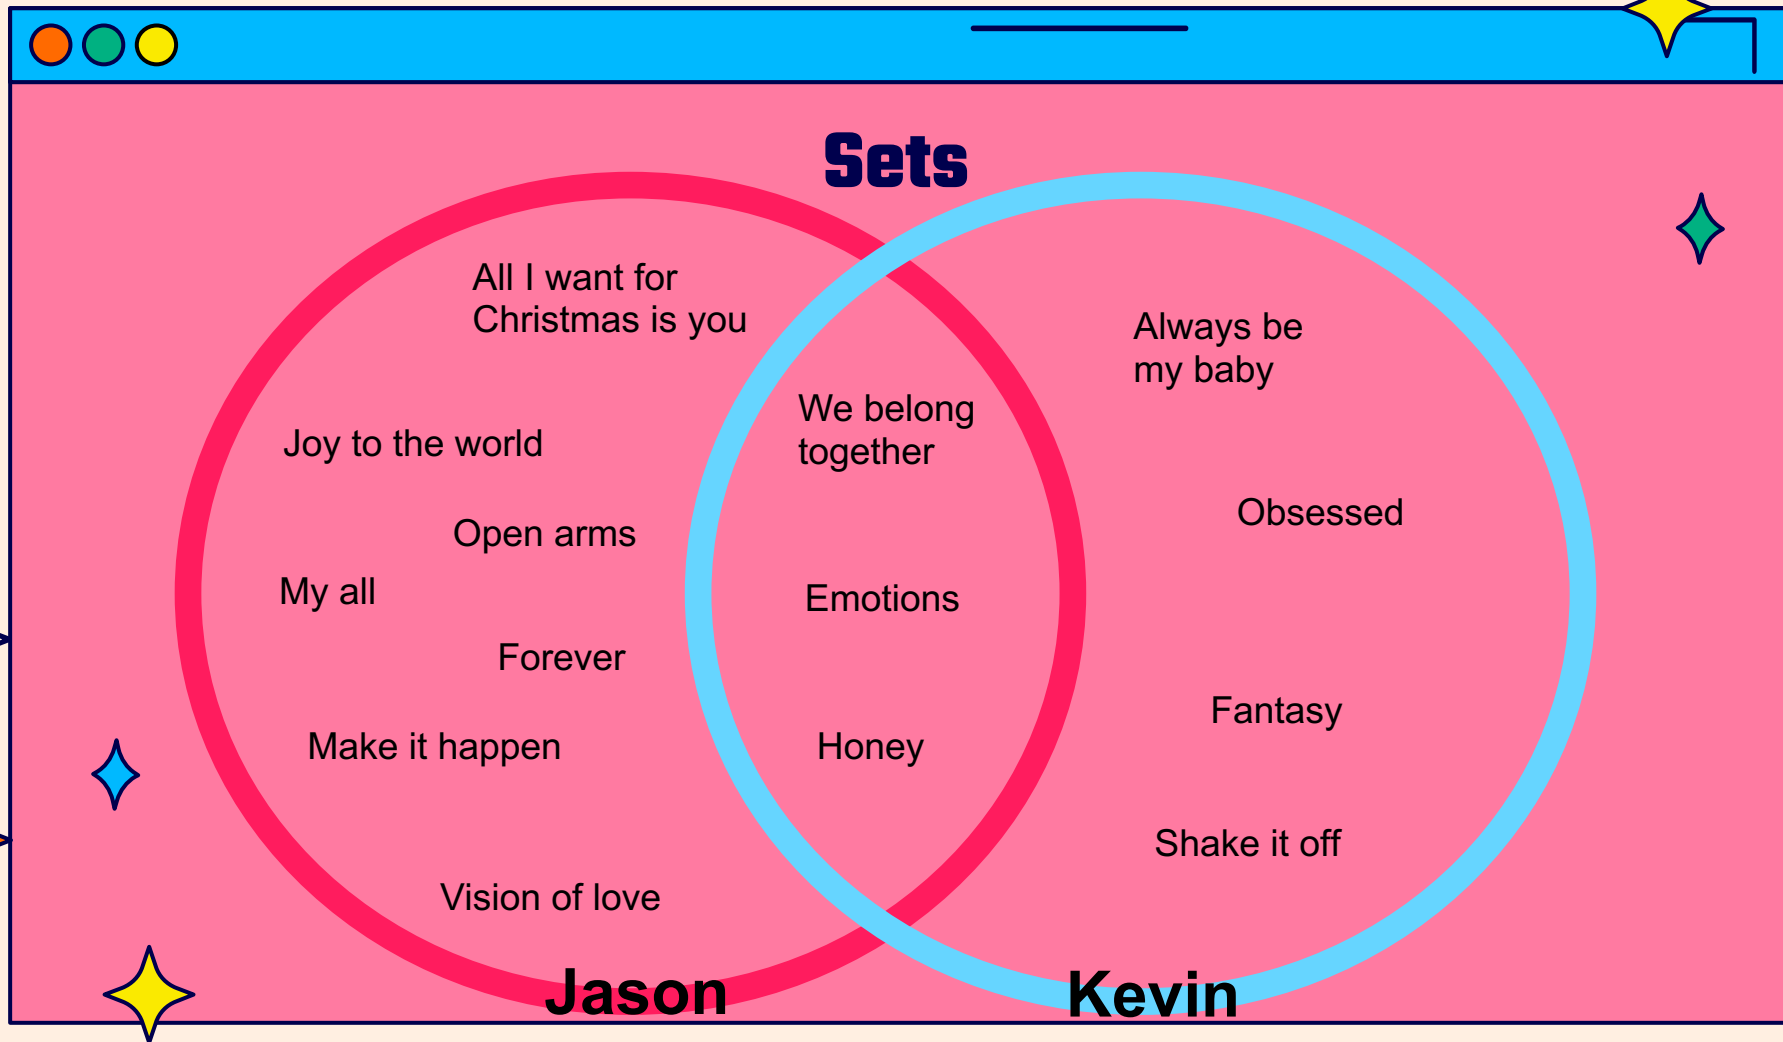 Sets
All I want for
Christmas is you
Joy to the world
Open arms
My all
Forever
Make it happen
Vision of love
We belong
together
Emotions
Honey
Always be
my baby
Obsessed
Fantasy
Shake it off
Jason
Kevin